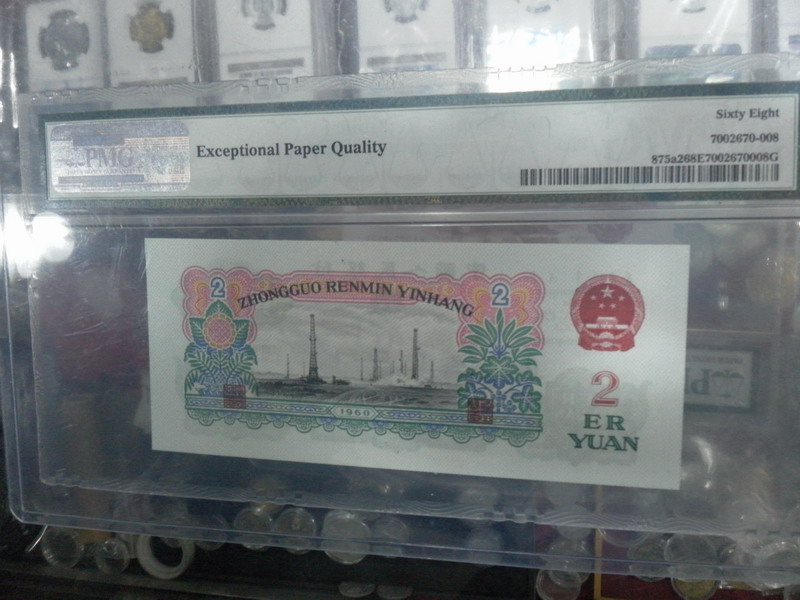 PMG
Exceptional Paper Quality
Sixty Eight
7002670-008
875a268E7002670008G
2
ZHONGGUO RENMIN YINHANG
2
1960
2
ER
YUAN